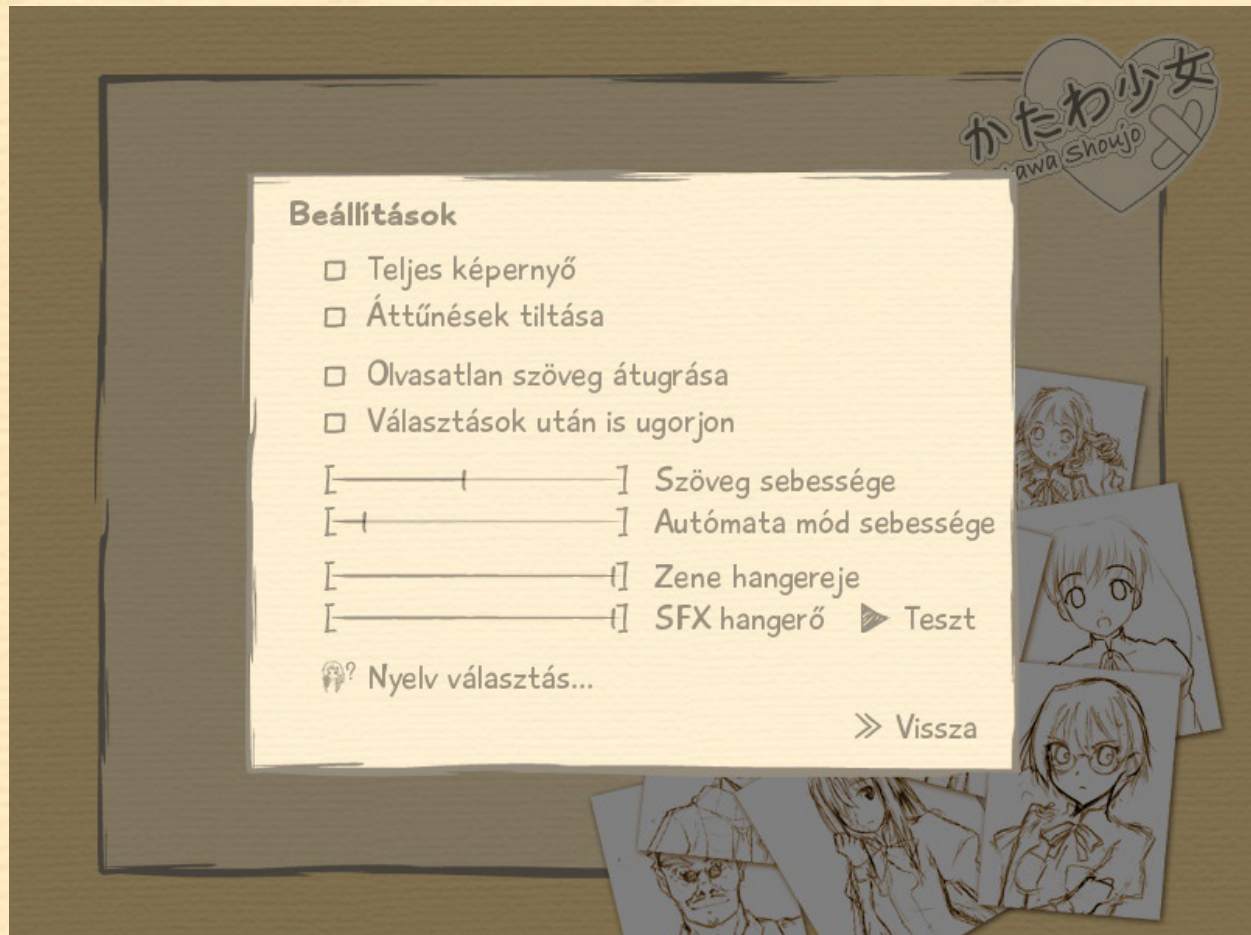 かたわ少女
awa Shoujo
Beállítások
Teljes képernyő
Áttűnések tiltása
Olvasatlan szöveg átugrása
Választások után is ugorjon
Szöveg sebessége
Autómata mód sebessége
Zene hangereje
SFX hangerő Teszt
? Nyelv választás...
>> Vissza